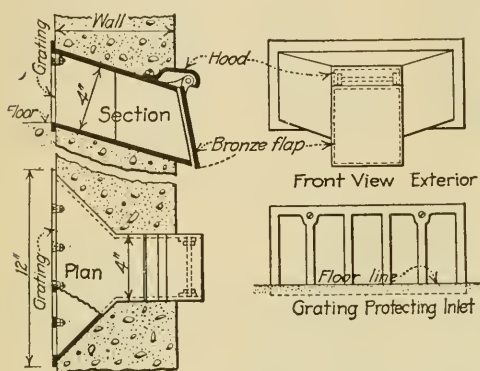 Wall
Grating
Hood
4"
Floor
Section
Bronze flap
Front View Exterior
12"
Grating
Plan
4"
Floor line
Grating Protecting Inlet